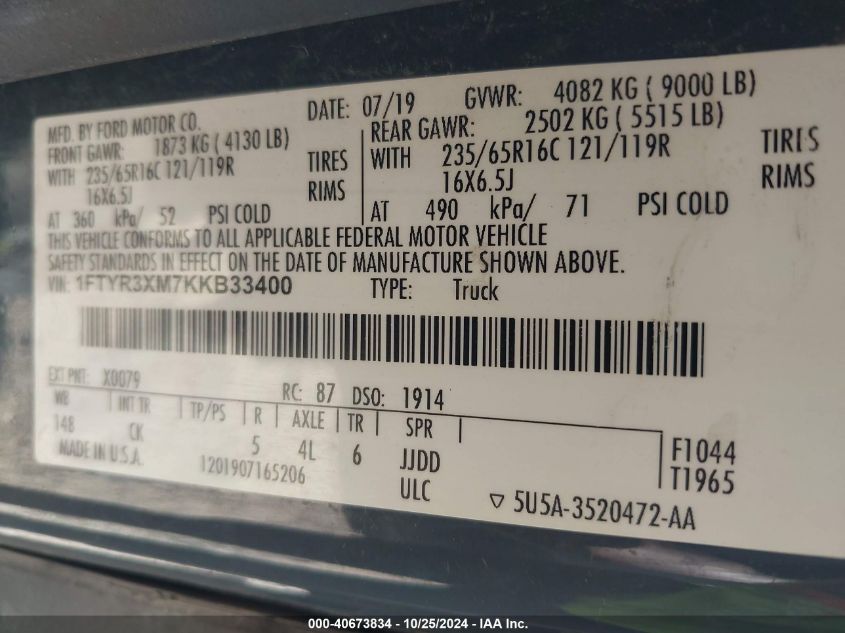 MFD. BY FORD MOTOR CO.
DATE: 07/19 GVWR: 4082 KG ( 9000 LB)
FRONT GAWR: 1873 KG ( 4130 LB)
REAR GAWR: 2502 KG ( 5515 LB)
WITH 235/65R16C 121/119R TIRES
WITH 235/65R16C 121/119R TIRES
16X6.5J RIMS
16X6.5J RIMS
AT 360 kPa/ 52 PSI COLD
AT 490 kPa/ 71 PSI COLD
THIS VEHICLE CONFORMS TO ALL APPLICABLE FEDERAL MOTOR VEHICLE
SAFETY STANDARDS IN EFFECT ON THE DATE OF MANUFACTURE SHOWN ABOVE.
VIN: 1FTYR3XM7KKB33400 TYPE: Truck
EXT PNT: X0079 RC: 87 DSO: 1914
WB INT TR TP/PS R AXLE TR SPR
148 CK 5 4L 6 JJDD F1044
MADE IN U.S.A. 1201907165206 ULC T1965
5U5A-3520472-AA
000-40673834 - 10/25/2024 - IAA Inc.